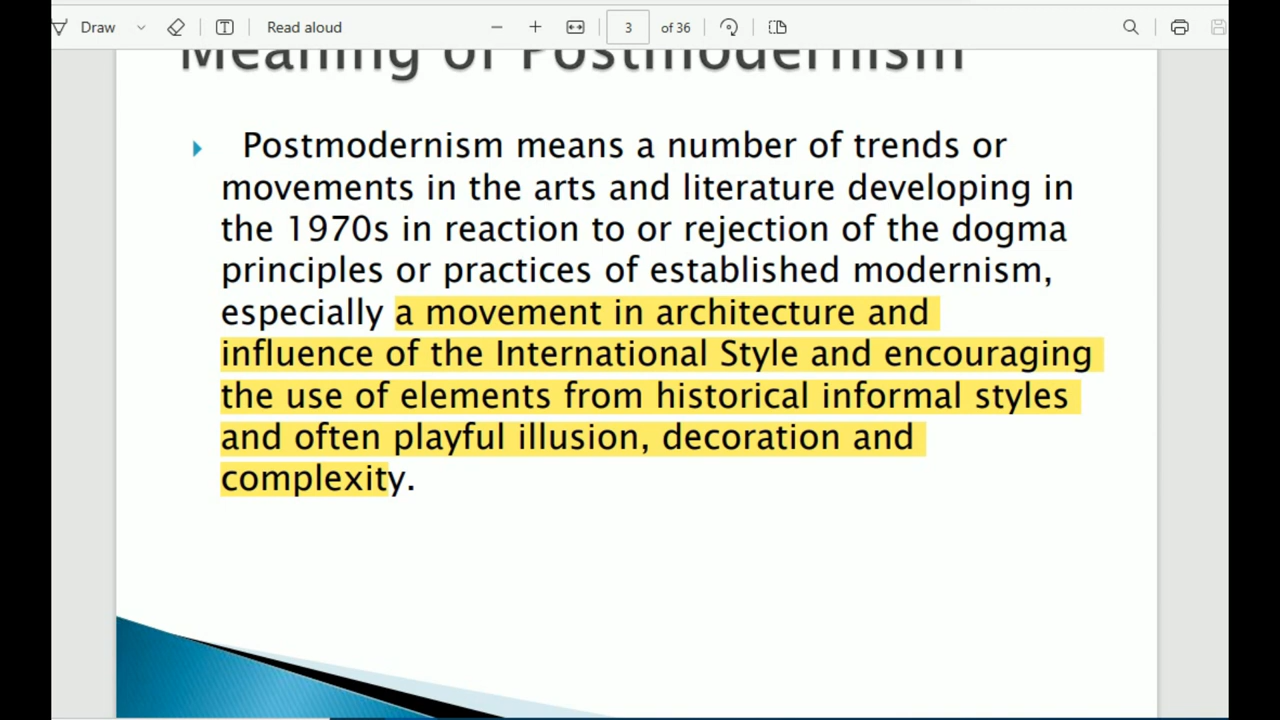 Draw
Read aloud
3
of 36
Meaning of Postmodernism
Postmodernism means a number of trends or
movements in the arts and literature developing in
the 1970s in reaction to or rejection of the dogma
principles or practices of established modernism,
especially a movement in architecture and
influence of the International Style and encouraging
the use of elements from historical informal styles
and often playful illusion, decoration and
complexity.